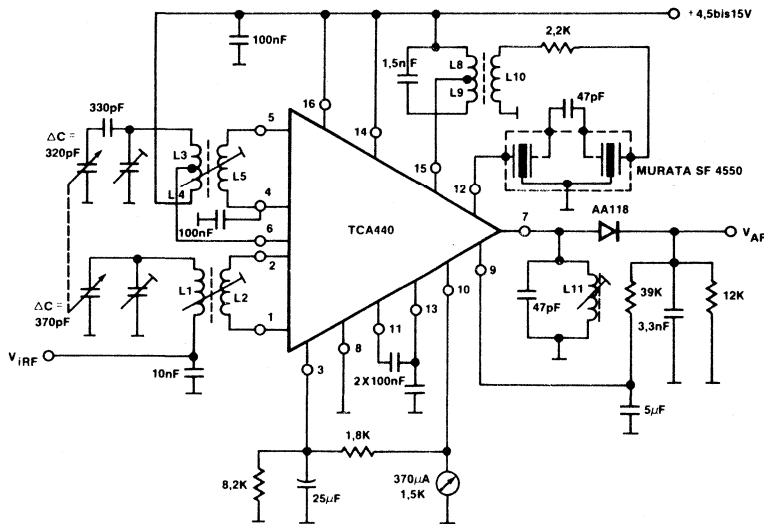 +4,5bis15V
100nF
1,5nF
L8
L9
L10
2,2K
330pF
47pF
16
5
14
ΔC=
320pF
L3
L4
L5
15
12
MURATA SF 4550
4
100nF
6
TCA440
7
AA118
V_AF
2
9
ΔC=
370pF
L1
L2
10
47pF
L11
39K
12K
3,3nF
1
11
13
V_iRF
10nF
3
8
2X100nF
5μF
1,8K
8,2K
25μF
370μA
1,5K